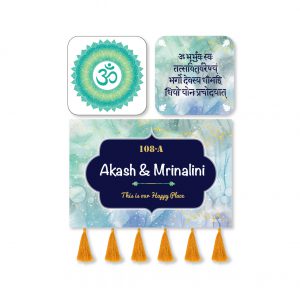 ॐ
ॐ भूर्भुवः स्वः
तत्सवितुर्वरेण्यं
भर्गो देवस्य धीमहि
धियो योनः प्रचोदयात्
108-A
Akash & Mrinalini
This is our Happy Place